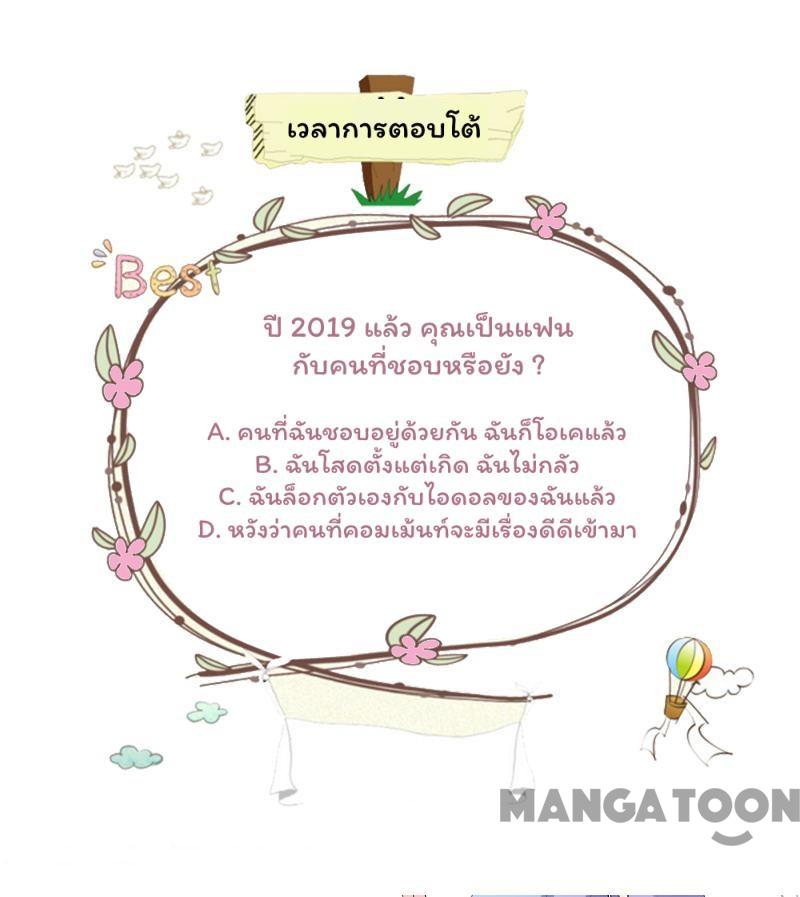 เวลาการตอบโต้
Best
ปี 2019 แล้ว คุณเป็นแฟน
กับคนที่ชอบหรือยัง ?
A. คนที่ฉันชอบอยู่ด้วยกัน ฉันก็โอเคแล้ว
B. ฉันโสดตั้งแต่เกิด ฉันไม่กลัว
C. ฉันล็อกตัวเองกับไอดอลของฉันแล้ว
D. หวังว่าคนที่คอมเม้นท์จะมีเรื่องดีดีเข้ามา
MANGATOON